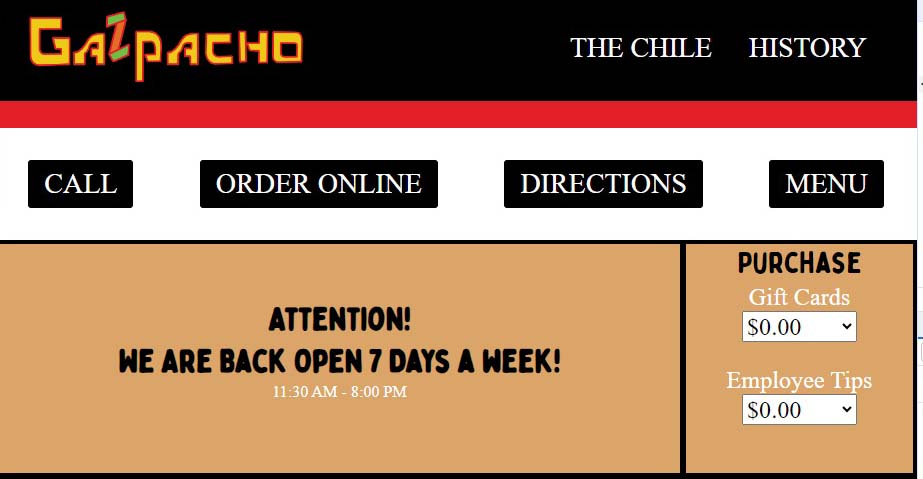 GAZPACHO
THE CHILE HISTORY
CALL ORDER ONLINE DIRECTIONS MENU
ATTENTION!
WE ARE BACK OPEN 7 DAYS A WEEK!
11:30 AM - 8:00 PM
PURCHASE
Gift Cards
$0.00
Employee Tips
$0.00